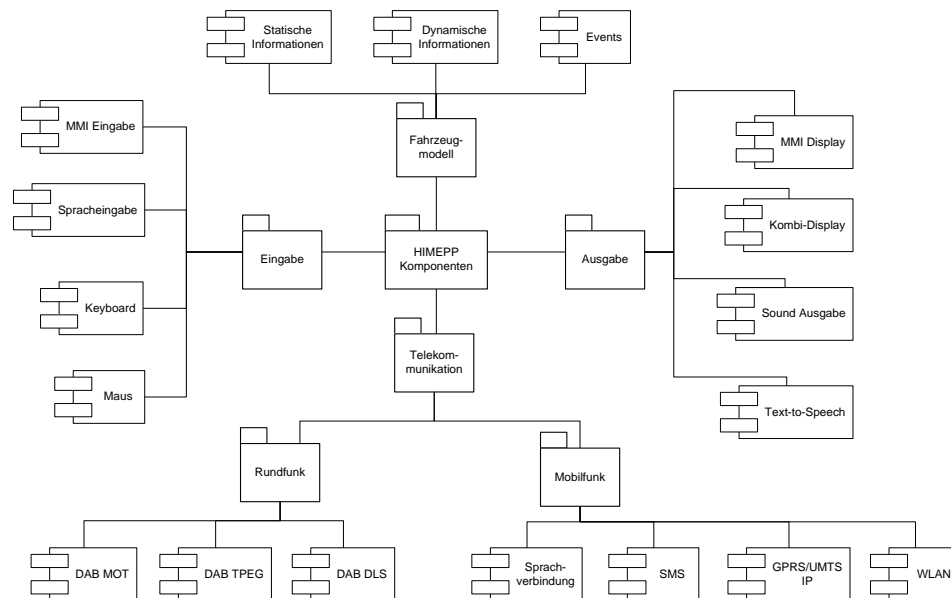 Statische
Informationen
Dynamische
Informationen
Events
MMI Eingabe
Fahrzeug-
modell
MMI Display
Spracheingabe
Kombi-Display
Eingabe
HIMEPP
Komponenten
Ausgabe
Keyboard
Sound Ausgabe
Telekom-
munikation
Maus
Text-to-Speech
Rundfunk
Mobilfunk
DAB MOT
DAB TPEG
DAB DLS
Sprach-
verbindung
SMS
GPRS/UMTS
IP
WLAN